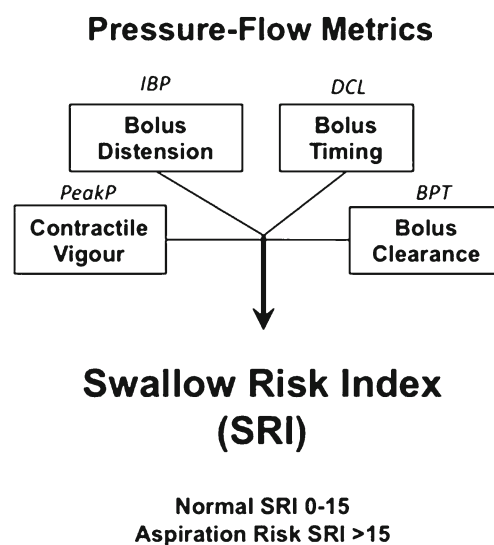 Pressure-Flow Metrics
IBP
DCL
Bolus
Distension
Bolus
Timing
PeakP
BPT
Contractile
Vigour
Bolus
Clearance
Swallow Risk Index
(SRI)
Normal SRI 0-15
Aspiration Risk SRI >15